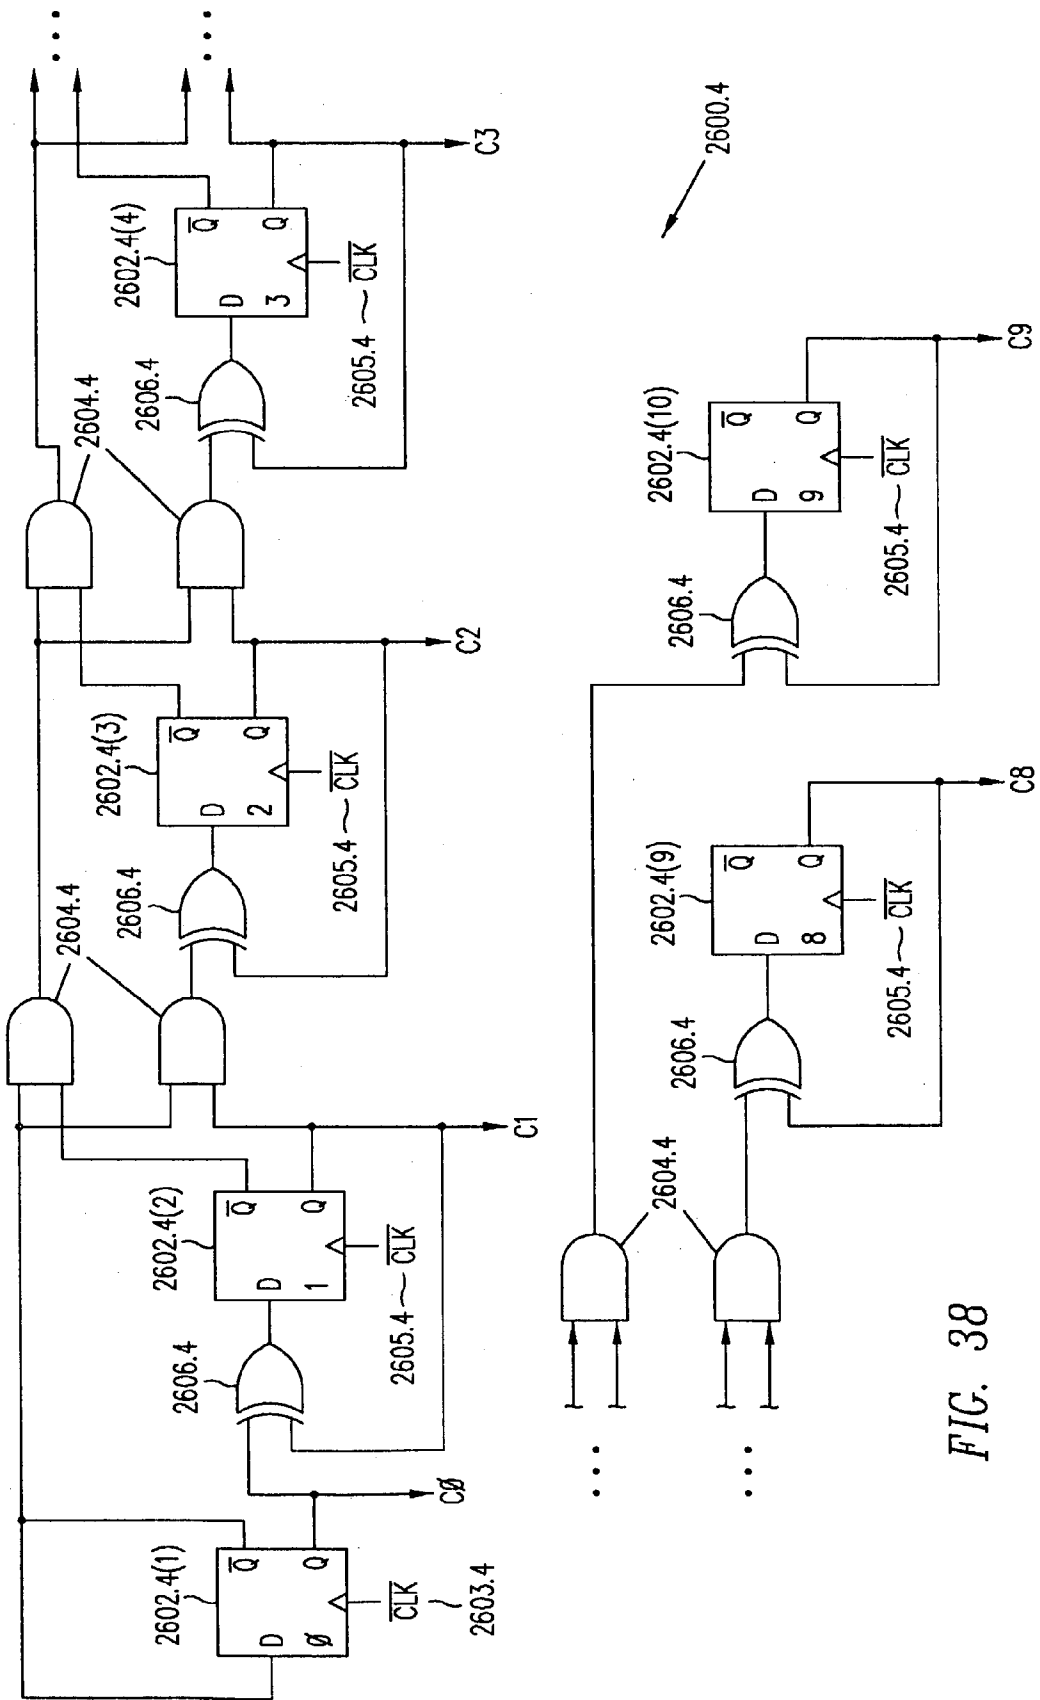 2602.4(1)
D
Q
Ø
Q
CLK
2603.4
CØ
2606.4
2602.4(2)
D
Q
1
Q
2605.4 CLK
C1
2604.4
2606.4
2602.4(3)
D
Q
2
Q
2605.4 CLK
C2
2604.4
2606.4
2602.4(4)
D
Q
3
Q
2605.4 CLK
C3
...
...
...
...
2604.4
2606.4
2602.4(9)
D
Q
8
Q
2605.4 CLK
C8
2606.4
2602.4(10)
D
Q
9
Q
2605.4 CLK
C9
2600.4
FIG. 38